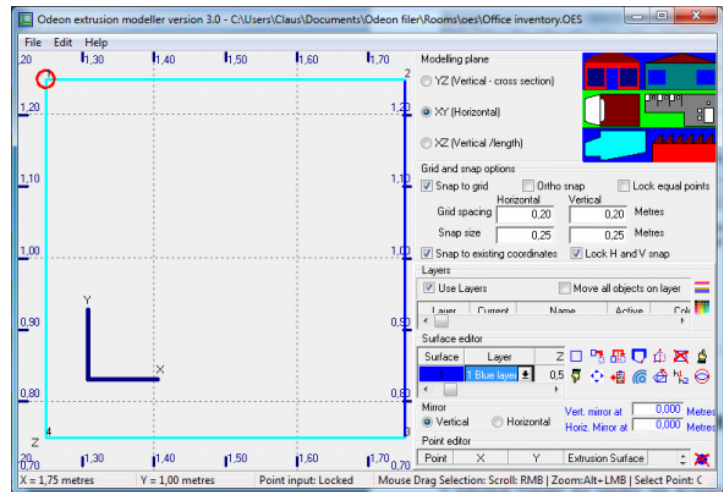 Odeon extrusion modeller version 3.0 - C:\Users\Claus\Documents\Odeon filer\Rooms\oes\Office inventory.OES
File Edit Help
,20 1,30 1,40 1,50 1,60 1,70
1 2
1,20 1,20
1,10 1,10
1,00 1,00
0,90 0,90
0,80 0,80
Y
X
Z
4 3
0,70 1,30 1,40 1,50 1,60 1,70 0,70
Modelling plane
YZ (Vertical - cross section)
XY (Horizontal)
XZ (Vertical /length)
Grid and snap options
Snap to grid Ortho snap Lock equal points
Horizontal Vertical
Grid spacing 0,20 0,20 Metres
Snap size 0,25 0,25 Metres
Snap to existing coordinates Lock H and V snap
Layers
Use Layers Move all objects on layer
Layer Current Name Active Colo
Surface editor
Surface Layer Z
1 1 Blue layer 0,5
Mirror
Vertical Horizontal Vert. mirror at 0,000 Metres
Horiz. Mirror at 0,000 Metres
Point editor
Point X Y Extrusion Surface
X = 1,75 metres Y = 1,00 metres Point input: Locked Mouse Drag Selection: Scroll: RMB | Zoom:Alt+LMB | Select Point: C